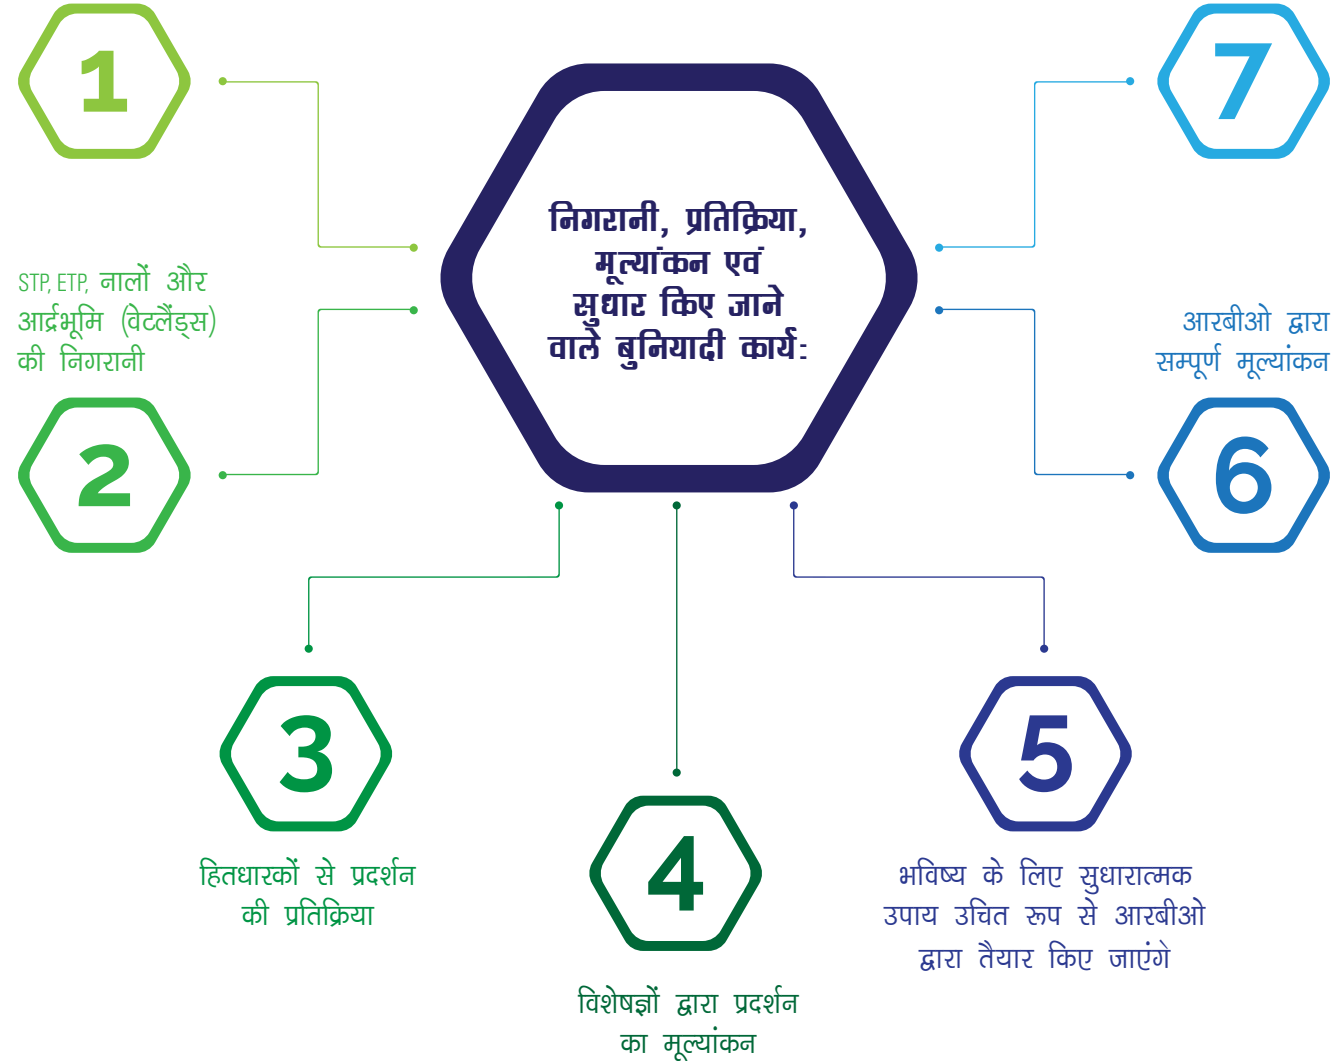 1
7
निगरानी, प्रतिक्रिया,
मूल्यांकन एवं
सुधार किए जाने
वाले बुनियादी कार्य:
STP, ETP, नालों और
आर्द्रभूमि (वेटलैंड्स)
की निगरानी
2
आरबीओ द्वारा
सम्पूर्ण मूल्यांकन
6
3
हितधारकों से प्रदर्शन
की प्रतिक्रिया
4
विशेषज्ञों द्वारा प्रदर्शन
का मूल्यांकन
5
भविष्य के लिए सुधारात्मक
उपाय उचित रूप से आरबीओ
द्वारा तैयार किए जाएंगे